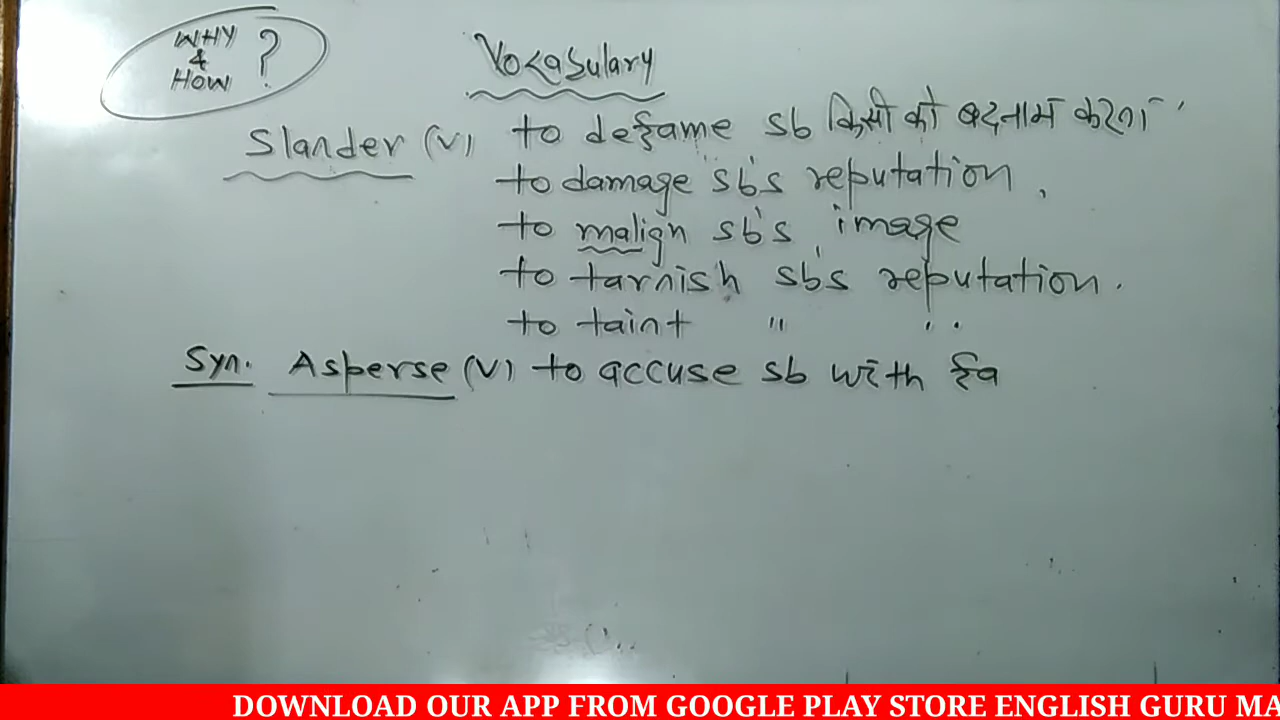 WHY
&
HOW ?
Vocabulary
Slander (v) to defame sb किसी को बदनाम करना
to damage sb's reputation.
to malign sb's image
to tarnish sb's reputation.
to taint " "
Syn. Asperse (v) to accuse sb with fa
DOWNLOAD OUR APP FROM GOOGLE PLAY STORE ENGLISH GURU MA